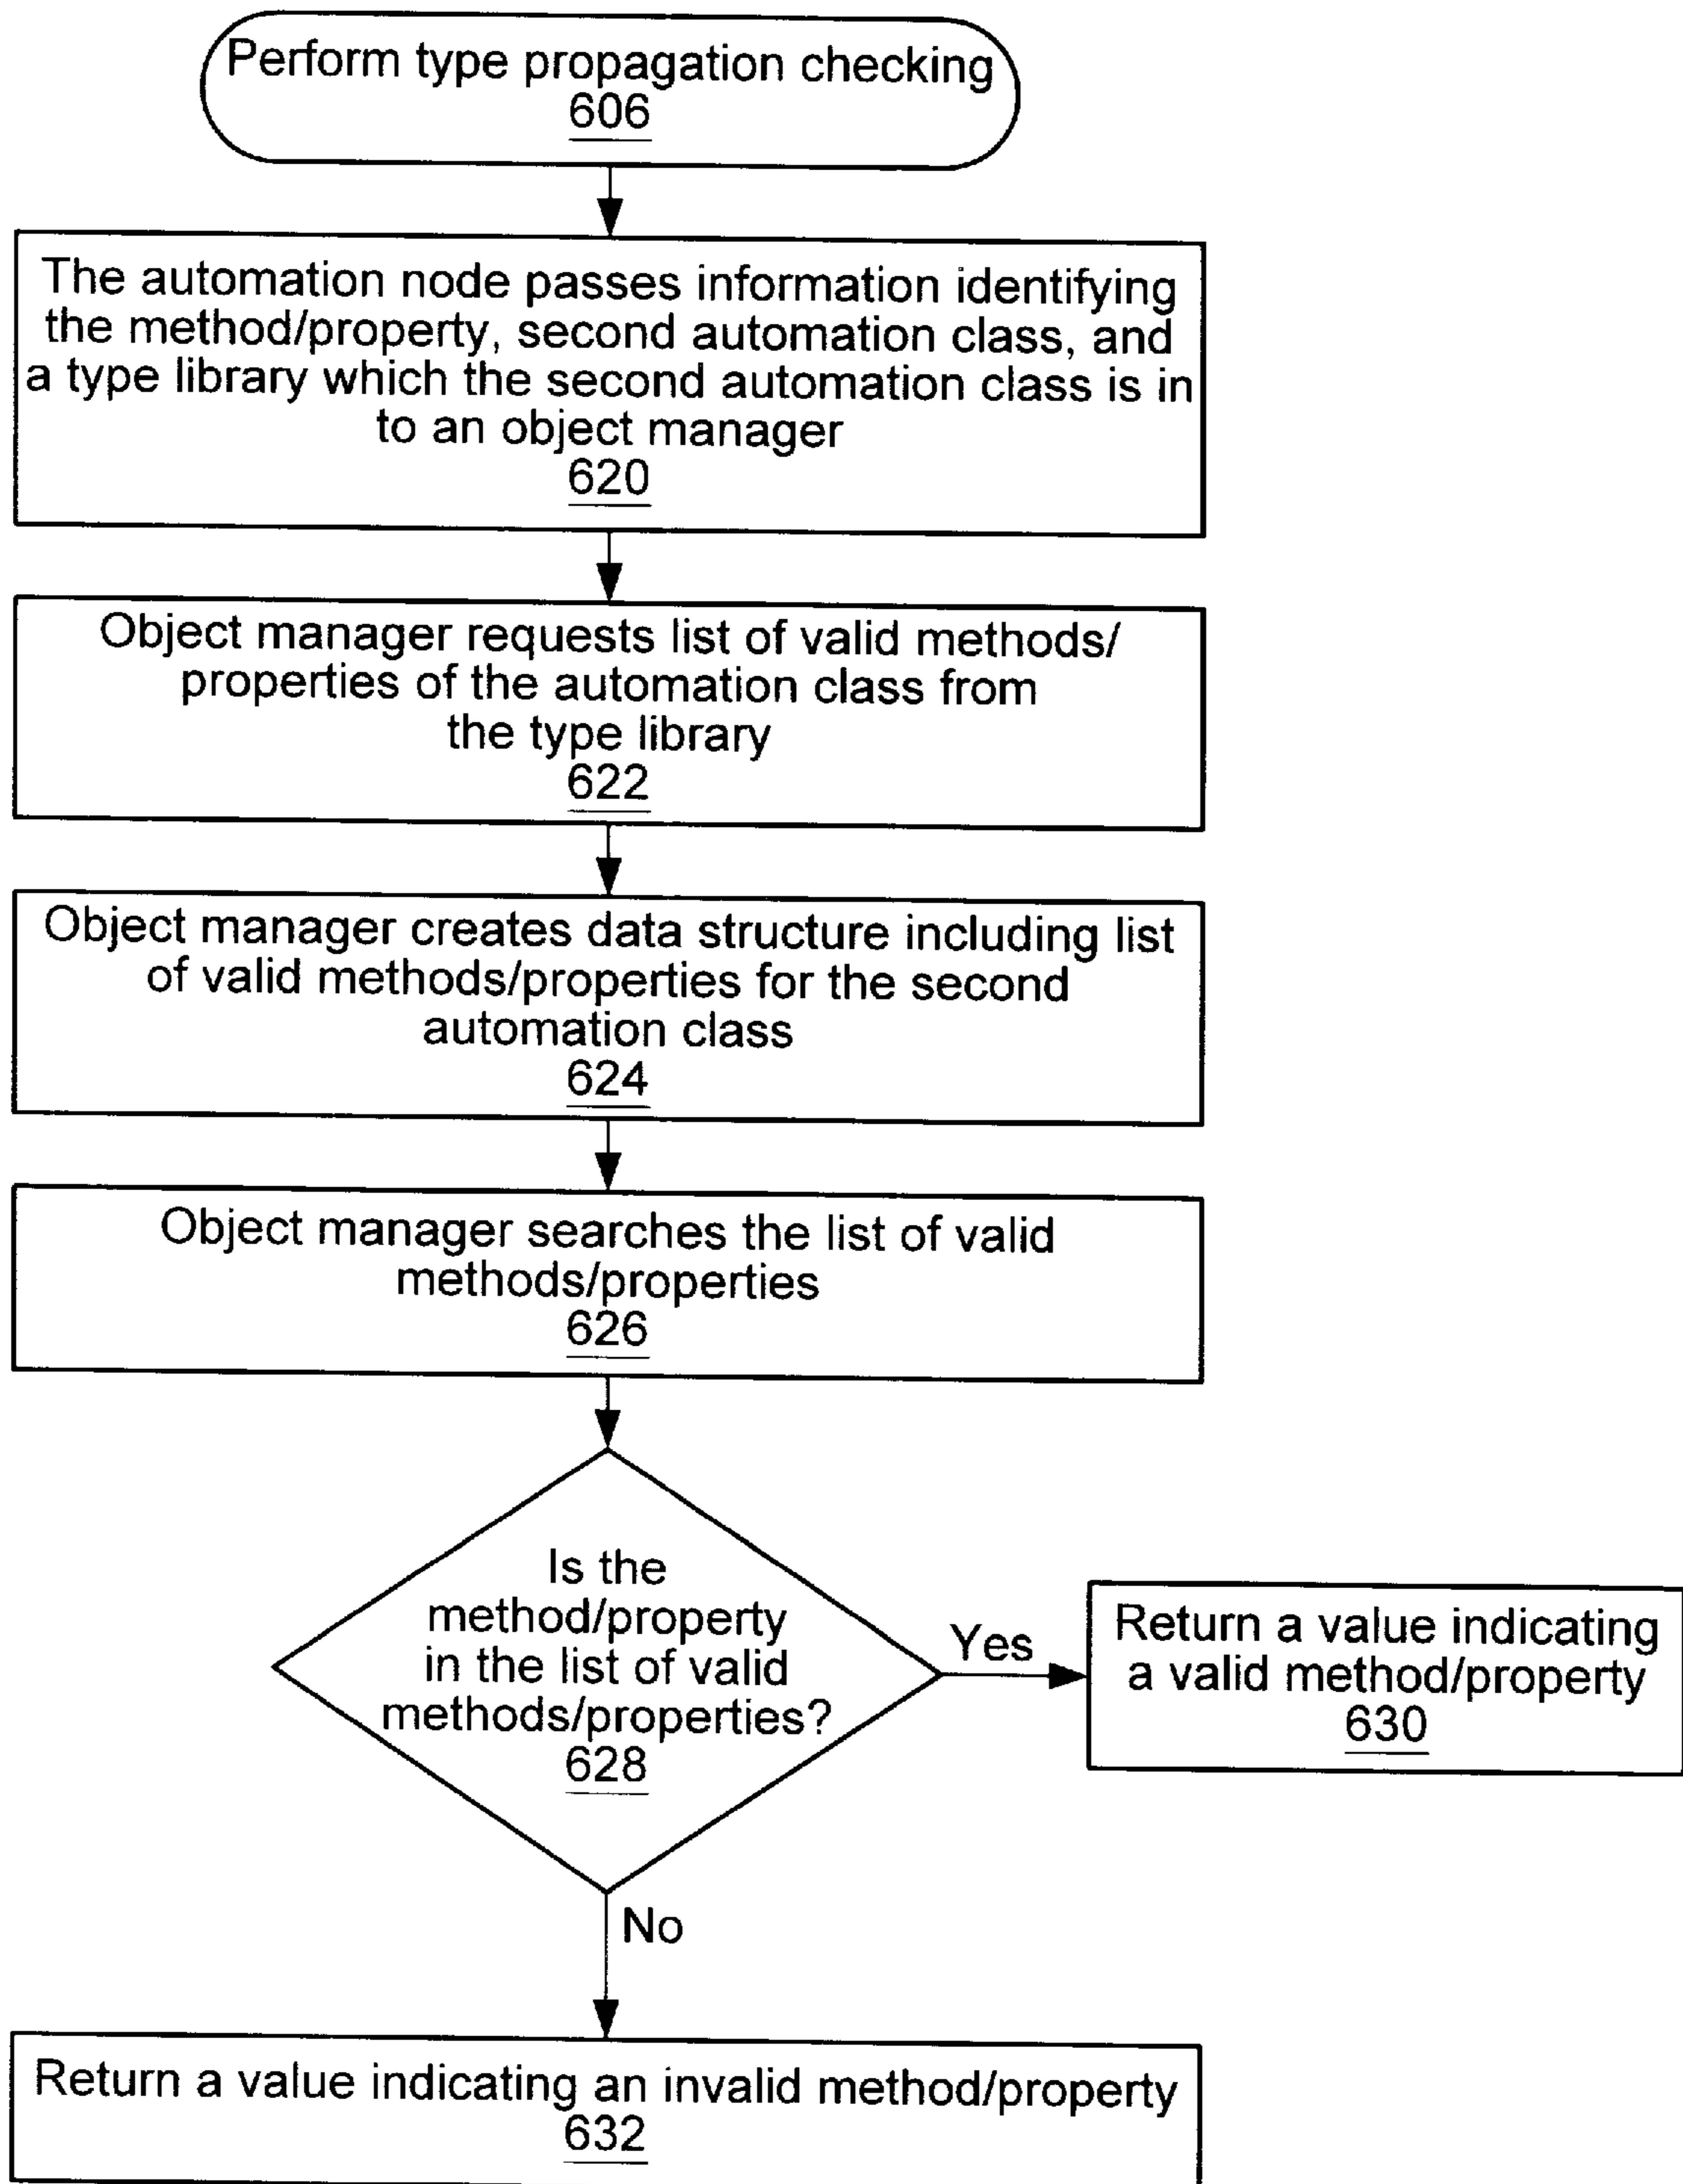 Perform type propagation checking
606
The automation node passes information identifying
the method/property, second automation class, and
a type library which the second automation class is in
to an object manager
620
Object manager requests list of valid methods/
properties of the automation class from
the type library
622
Object manager creates data structure including list
of valid methods/properties for the second
automation class
624
Object manager searches the list of valid
methods/properties
626
Is the
method/property
in the list of valid
methods/properties?
628
Yes
Return a value indicating
a valid method/property
630
No
Return a value indicating an invalid method/property
632